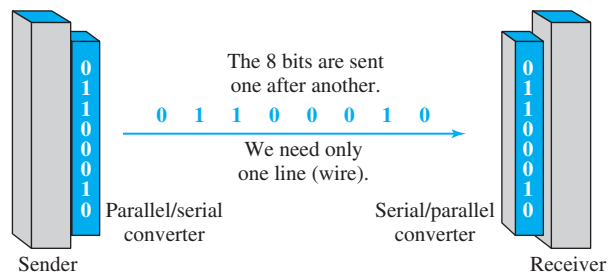 The 8 bits are sent
one after another.
0 1 1 0 0 0 1 0
We need only
one line (wire).
0
1
1
0
0
0
1
0
Parallel/serial
converter
Sender
0
1
1
0
0
0
1
0
Serial/parallel
converter
Receiver